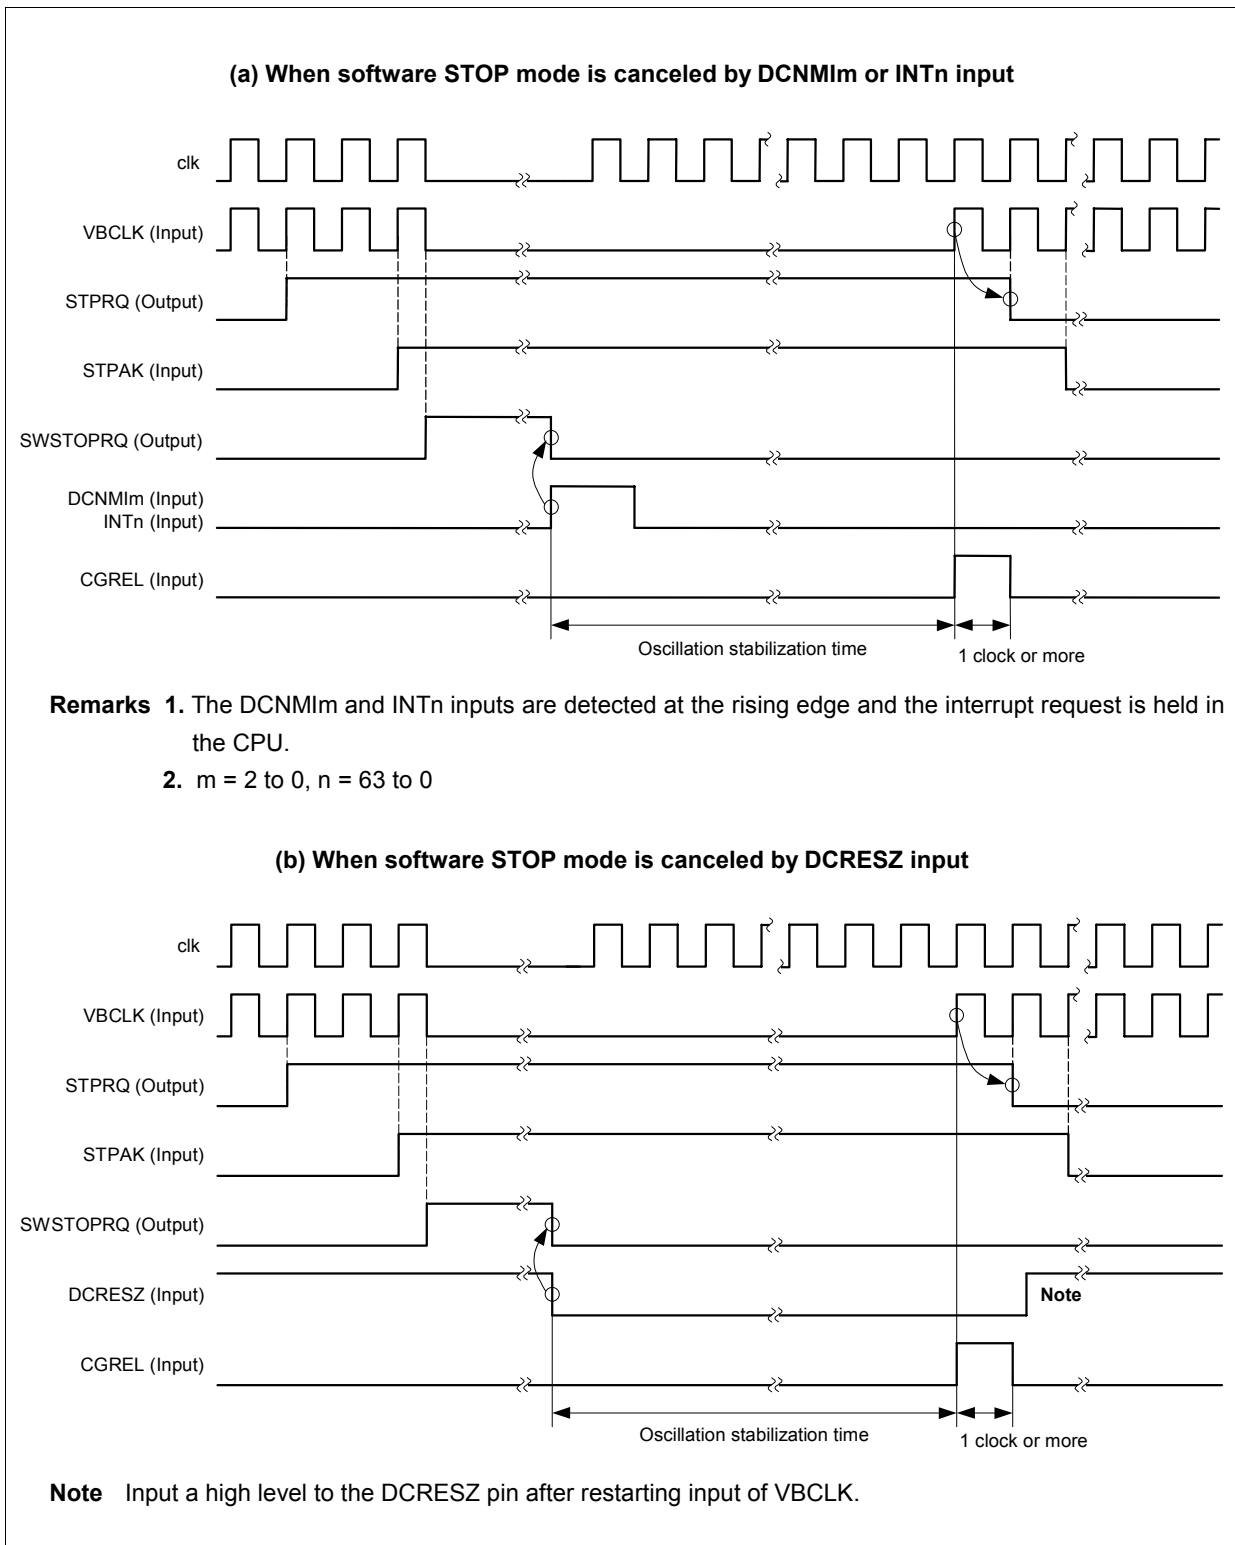 (a) When software STOP mode is canceled by DCNMIm or INTn input
clk
VBCLK (Input)
STPRQ (Output)
STPAK (Input)
SWSTOPRQ (Output)
DCNMIm (Input)
INTn (Input)
CGREL (Input)
Oscillation stabilization time
1 clock or more
Remarks 1. The DCNMIm and INTn inputs are detected at the rising edge and the interrupt request is held in
the CPU.
2. m = 2 to 0, n = 63 to 0
(b) When software STOP mode is canceled by DCRESZ input
clk
VBCLK (Input)
STPRQ (Output)
STPAK (Input)
SWSTOPRQ (Output)
DCRESZ (Input)
Note
CGREL (Input)
Oscillation stabilization time
1 clock or more
Note Input a high level to the DCRESZ pin after restarting input of VBCLK.